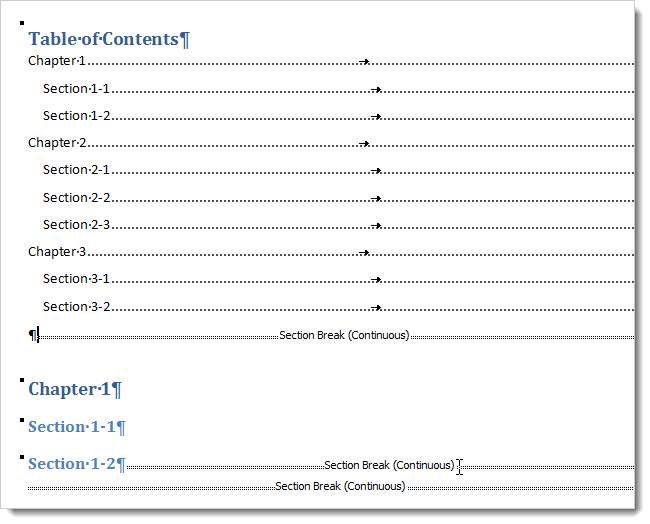 Table·of·Contents¶
Chapter·1
Section·1-1
Section·1-2
Chapter·2
Section·2-1
Section·2-2
Section·2-3
Chapter·3
Section·3-1
Section·3-2
¶ Section Break (Continuous)
Chapter·1¶
Section·1-1¶
Section·1-2¶ Section Break (Continuous)
Section Break (Continuous)